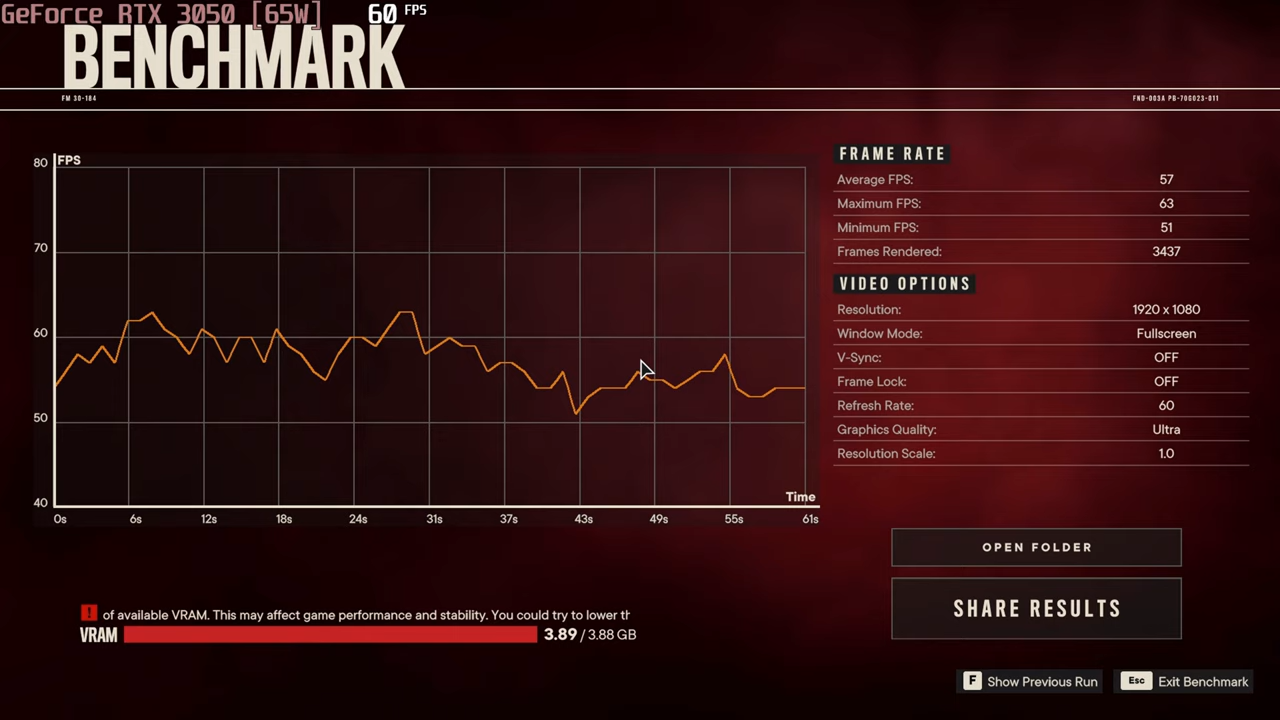 GeForce RTX 3050 [65W] 60 FPS
BENCHMARK
FM 30-184
FND-003A PB-70G023-011
FPS
80
70
60
50
40
0s 6s 12s 18s 24s 31s 37s 43s 49s 55s 61s
Time
FRAME RATE
Average FPS: 57
Maximum FPS: 63
Minimum FPS: 51
Frames Rendered: 3437
VIDEO OPTIONS
Resolution: 1920 x 1080
Window Mode: Fullscreen
V-Sync: OFF
Frame Lock: OFF
Refresh Rate: 60
Graphics Quality: Ultra
Resolution Scale: 1.0
OPEN FOLDER
SHARE RESULTS
! of available VRAM. This may affect game performance and stability. You could try to lower th
VRAM 3.89 / 3.88 GB
F Show Previous Run
Esc Exit Benchmark